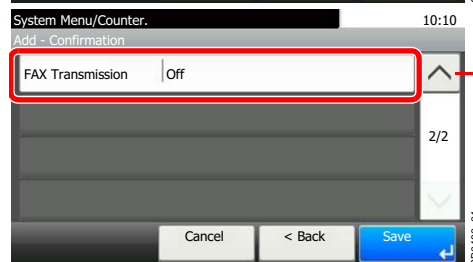 System Menu/Counter. 10:10
Add - Confirmation
FAX Transmission Off
2/2
Cancel < Back Save